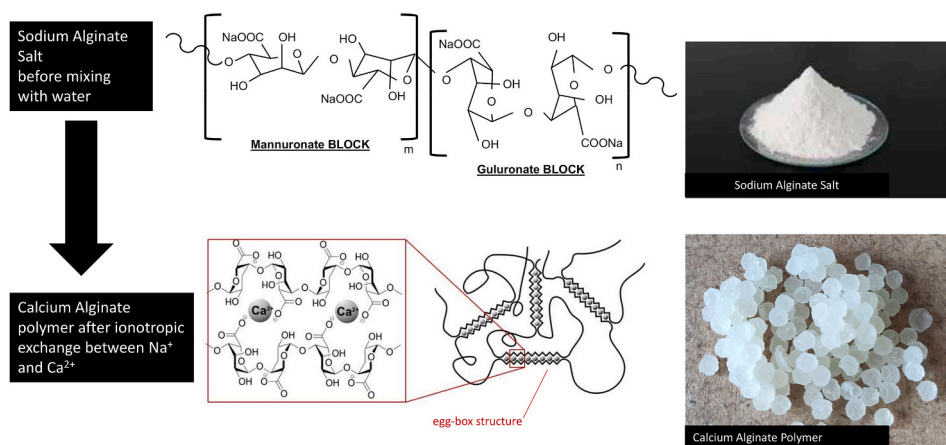 Sodium Alginate
Salt
before mixing
with water
NaOOC
OH
O
HO
O
O
NaOOC
HO
O
OH
O
Mannuronate BLOCK
m
NaOOC
O
OH
O
OH
O
OH
O
O
OH
COONa
Guluronate BLOCK
n
Sodium Alginate Salt
Calcium Alginate
polymer after ionotropic
exchange between Na⁺
and Ca²⁺
Ca²⁺
Ca²⁺
egg-box structure
Calcium Alginate Polymer